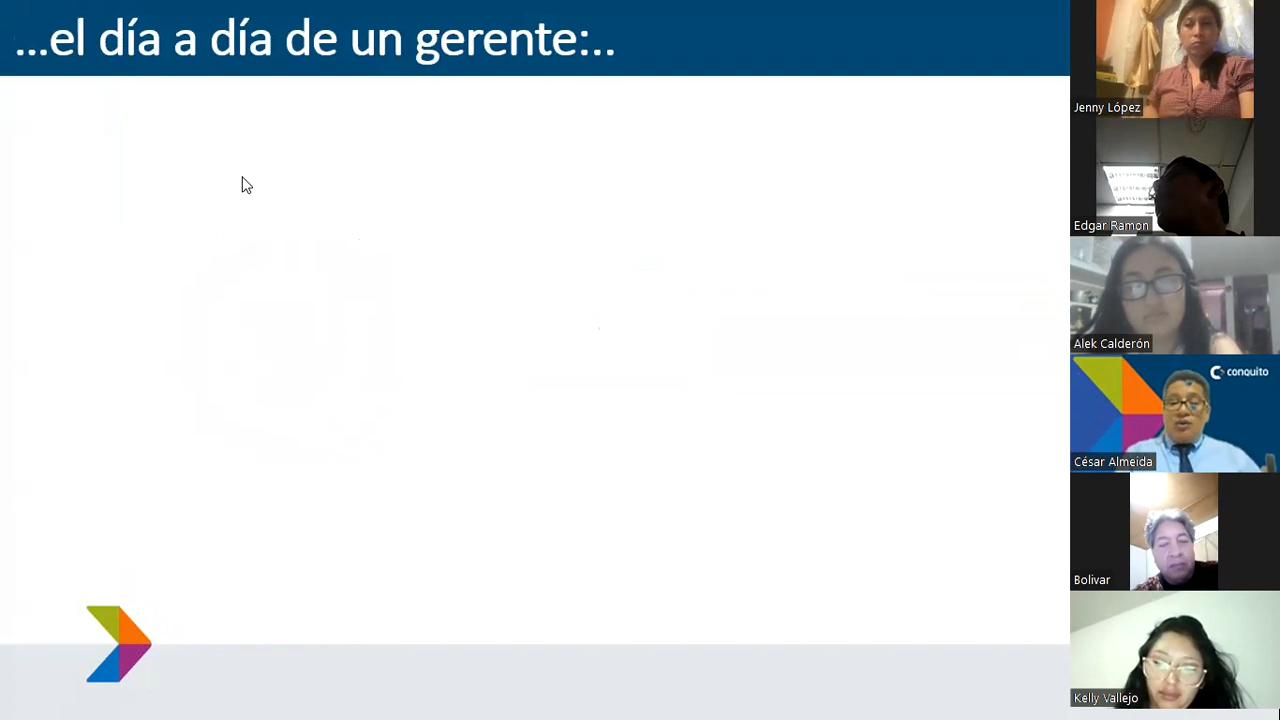 ...el día a día de un gerente:..
Jenny López
Edgar Ramon
Alek Calderón
conquito
César Almeida
Bolivar
Kelly Vallejo